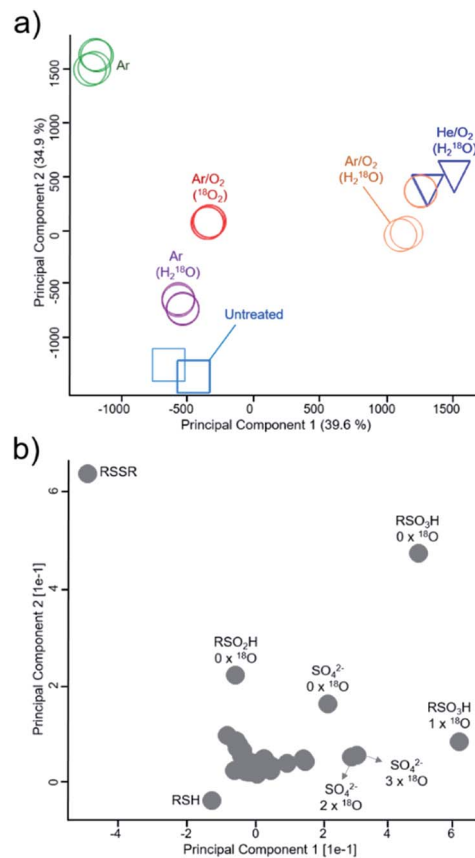 a)
Principal Component 2 (34.9 %)
1500
1000
500
0
-500
-1000
Ar
Ar/O₂
(¹⁸O₂)
Ar
(H₂¹⁸O)
Untreated
Ar/O₂
(H₂¹⁸O)
He/O₂
(H₂¹⁸O)
-1000 -500 0 500 1000 1500
Principal Component 1 (39.6 %)
b)
Principal Component 2 [1e-1]
6
4
2
0
RSSR
RSO₃H
0 x ¹⁸O
RSO₂H
0 x ¹⁸O
SO₄²⁻
0 x ¹⁸O
RSO₃H
1 x ¹⁸O
SO₄²⁻
3 x ¹⁸O
SO₄²⁻
2 x ¹⁸O
RSH
-4 -2 0 2 4 6
Principal Component 1 [1e-1]